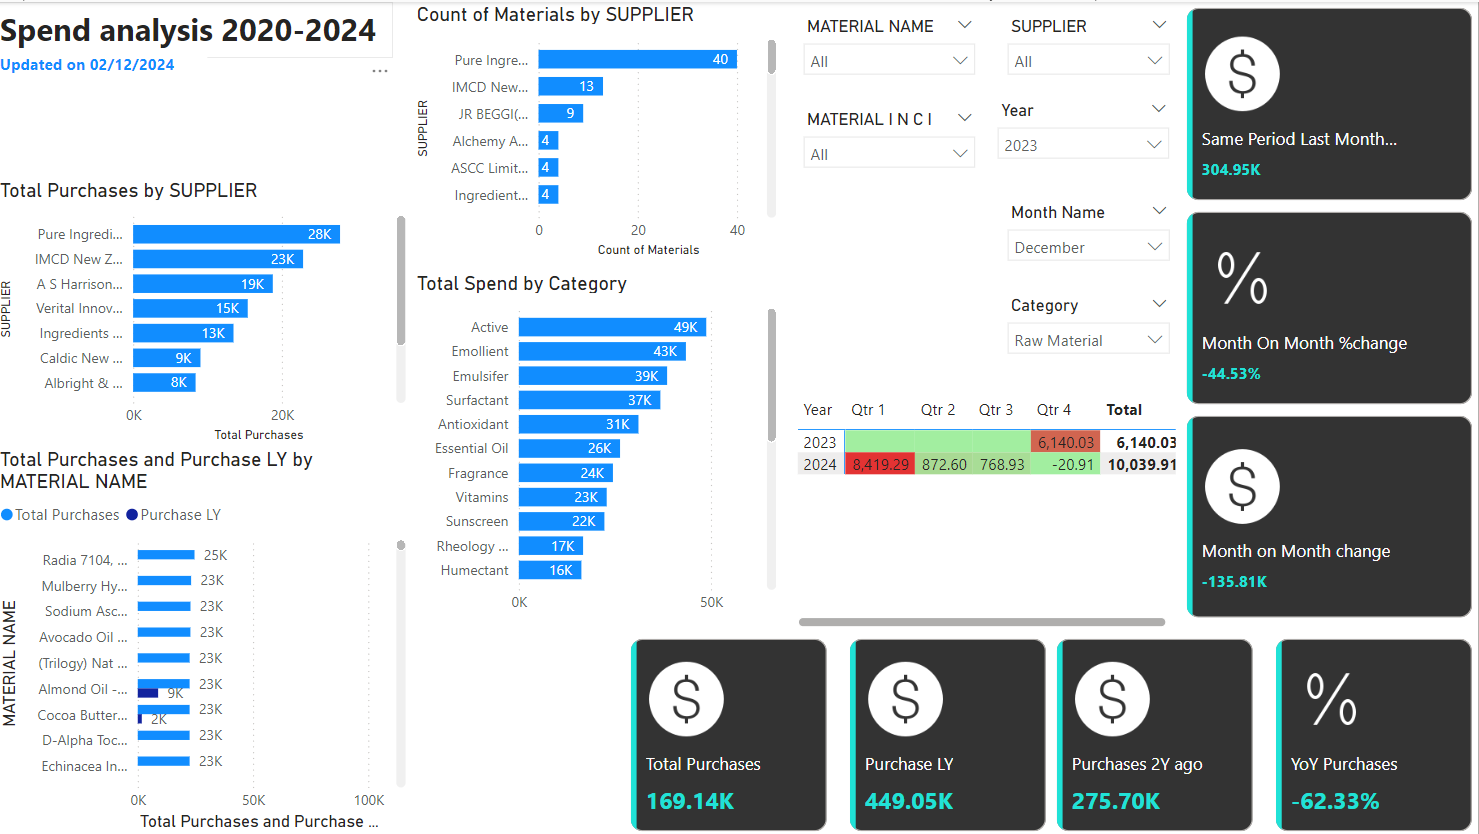 Spend analysis 2020-2024
Updated on 02/12/2024
...
Total Purchases by SUPPLIER
SUPPLIER
Pure Ingredi... 28K
IMCD New Z... 23K
A S Harrison... 19K
Verital Innov... 15K
Ingredients ... 13K
Caldic New ... 9K
Albright & ... 8K
0K 20K
Total Purchases
Total Purchases and Purchase LY by
MATERIAL NAME
Total Purchases Purchase LY
MATERIAL NAME
Radia 7104, ... 25K
Mulberry Hy... 23K
Sodium Asc... 23K
Avocado Oil ... 23K
(Trilogy) Nat ... 23K
Almond Oil -... 23K
9K
Cocoa Butter... 23K
2K
D-Alpha Toc... 23K
Echinacea In... 23K
0K 50K 100K
Total Purchases and Purchase ...
Count of Materials by SUPPLIER
SUPPLIER
Pure Ingre... 40
IMCD New... 13
JR BEGGI(... 9
Alchemy A... 4
ASCC Limit... 4
Ingredient... 4
0 20 40
Count of Materials
Total Spend by Category
Active 49K
Emollient 43K
Emulsifer 39K
Surfactant 37K
Antioxidant 31K
Essential Oil 26K
Fragrance 24K
Vitamins 23K
Sunscreen 22K
Rheology ... 17K
Humectant 16K
0K 50K
MATERIAL NAME
All
SUPPLIER
All
MATERIAL I N C I
All
Year
2023
Month Name
December
Category
Raw Material
Year Qtr 1 Qtr 2 Qtr 3 Qtr 4 Total
2023 6,140.03 6,140.03
2024 8,419.29 872.60 768.93 -20.91 10,039.91
$
Same Period Last Month...
304.95K
%
Month On Month %change
-44.53%
$
Month on Month change
-135.81K
$
Total Purchases
169.14K
$
Purchase LY
449.05K
$
Purchases 2Y ago
275.70K
%
YoY Purchases
-62.33%